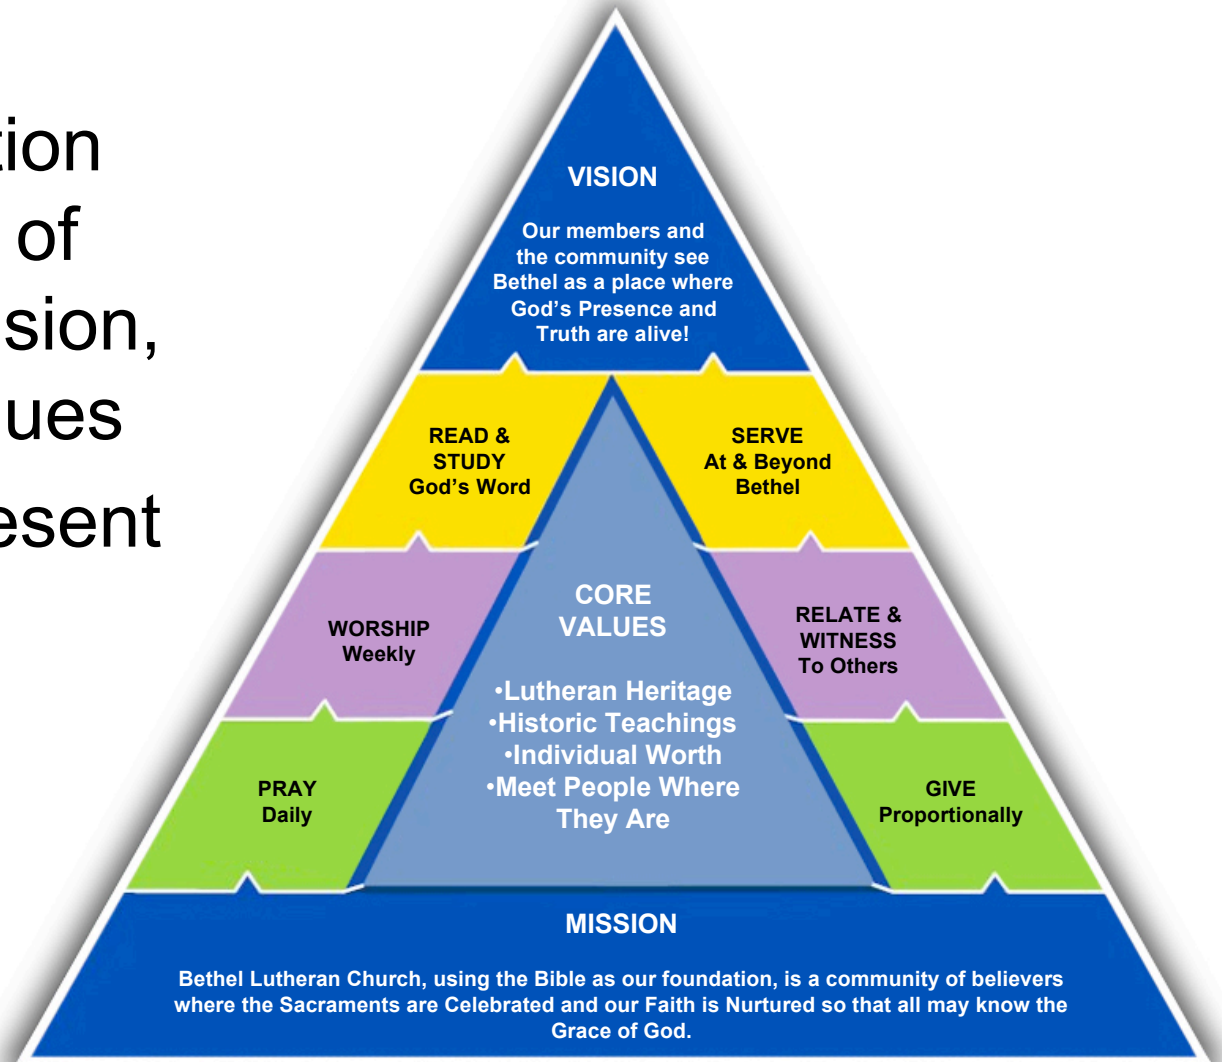 tion
of
sion,
ues
esent
VISION
Our members and
the community see
Bethel as a place where
God’s Presence and
Truth are alive!
READ &
STUDY
God’s Word
SERVE
At & Beyond
Bethel
WORSHIP
Weekly
RELATE &
WITNESS
To Others
PRAY
Daily
GIVE
Proportionally
CORE
VALUES
•Lutheran Heritage
•Historic Teachings
•Individual Worth
•Meet People Where
They Are
MISSION
Bethel Lutheran Church, using the Bible as our foundation, is a community of believers
where the Sacraments are Celebrated and our Faith is Nurtured so that all may know the
Grace of God.